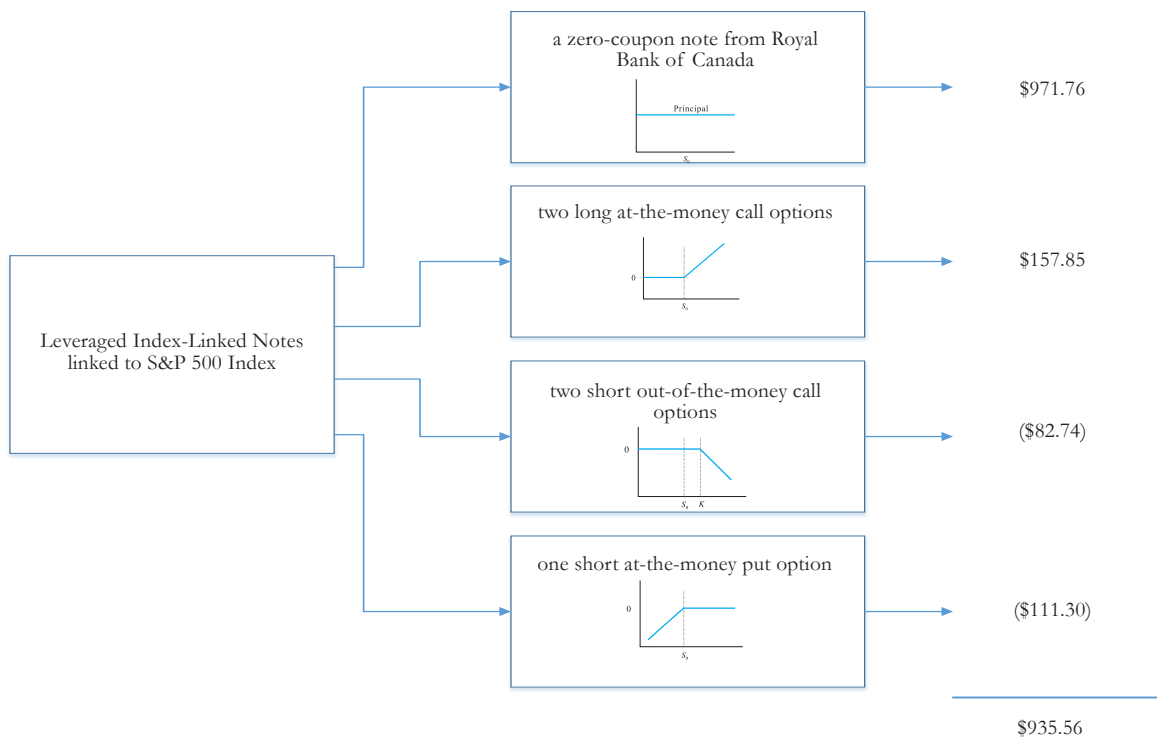 a zero-coupon note from Royal
Bank of Canada
Principal
S₀
$971.76
two long at-the-money call options
0
S₀
$157.85
Leveraged Index-Linked Notes
linked to S&P 500 Index
two short out-of-the-money call
options
0
S₀ K
($82.74)
one short at-the-money put option
0
S₀
($111.30)
$935.56